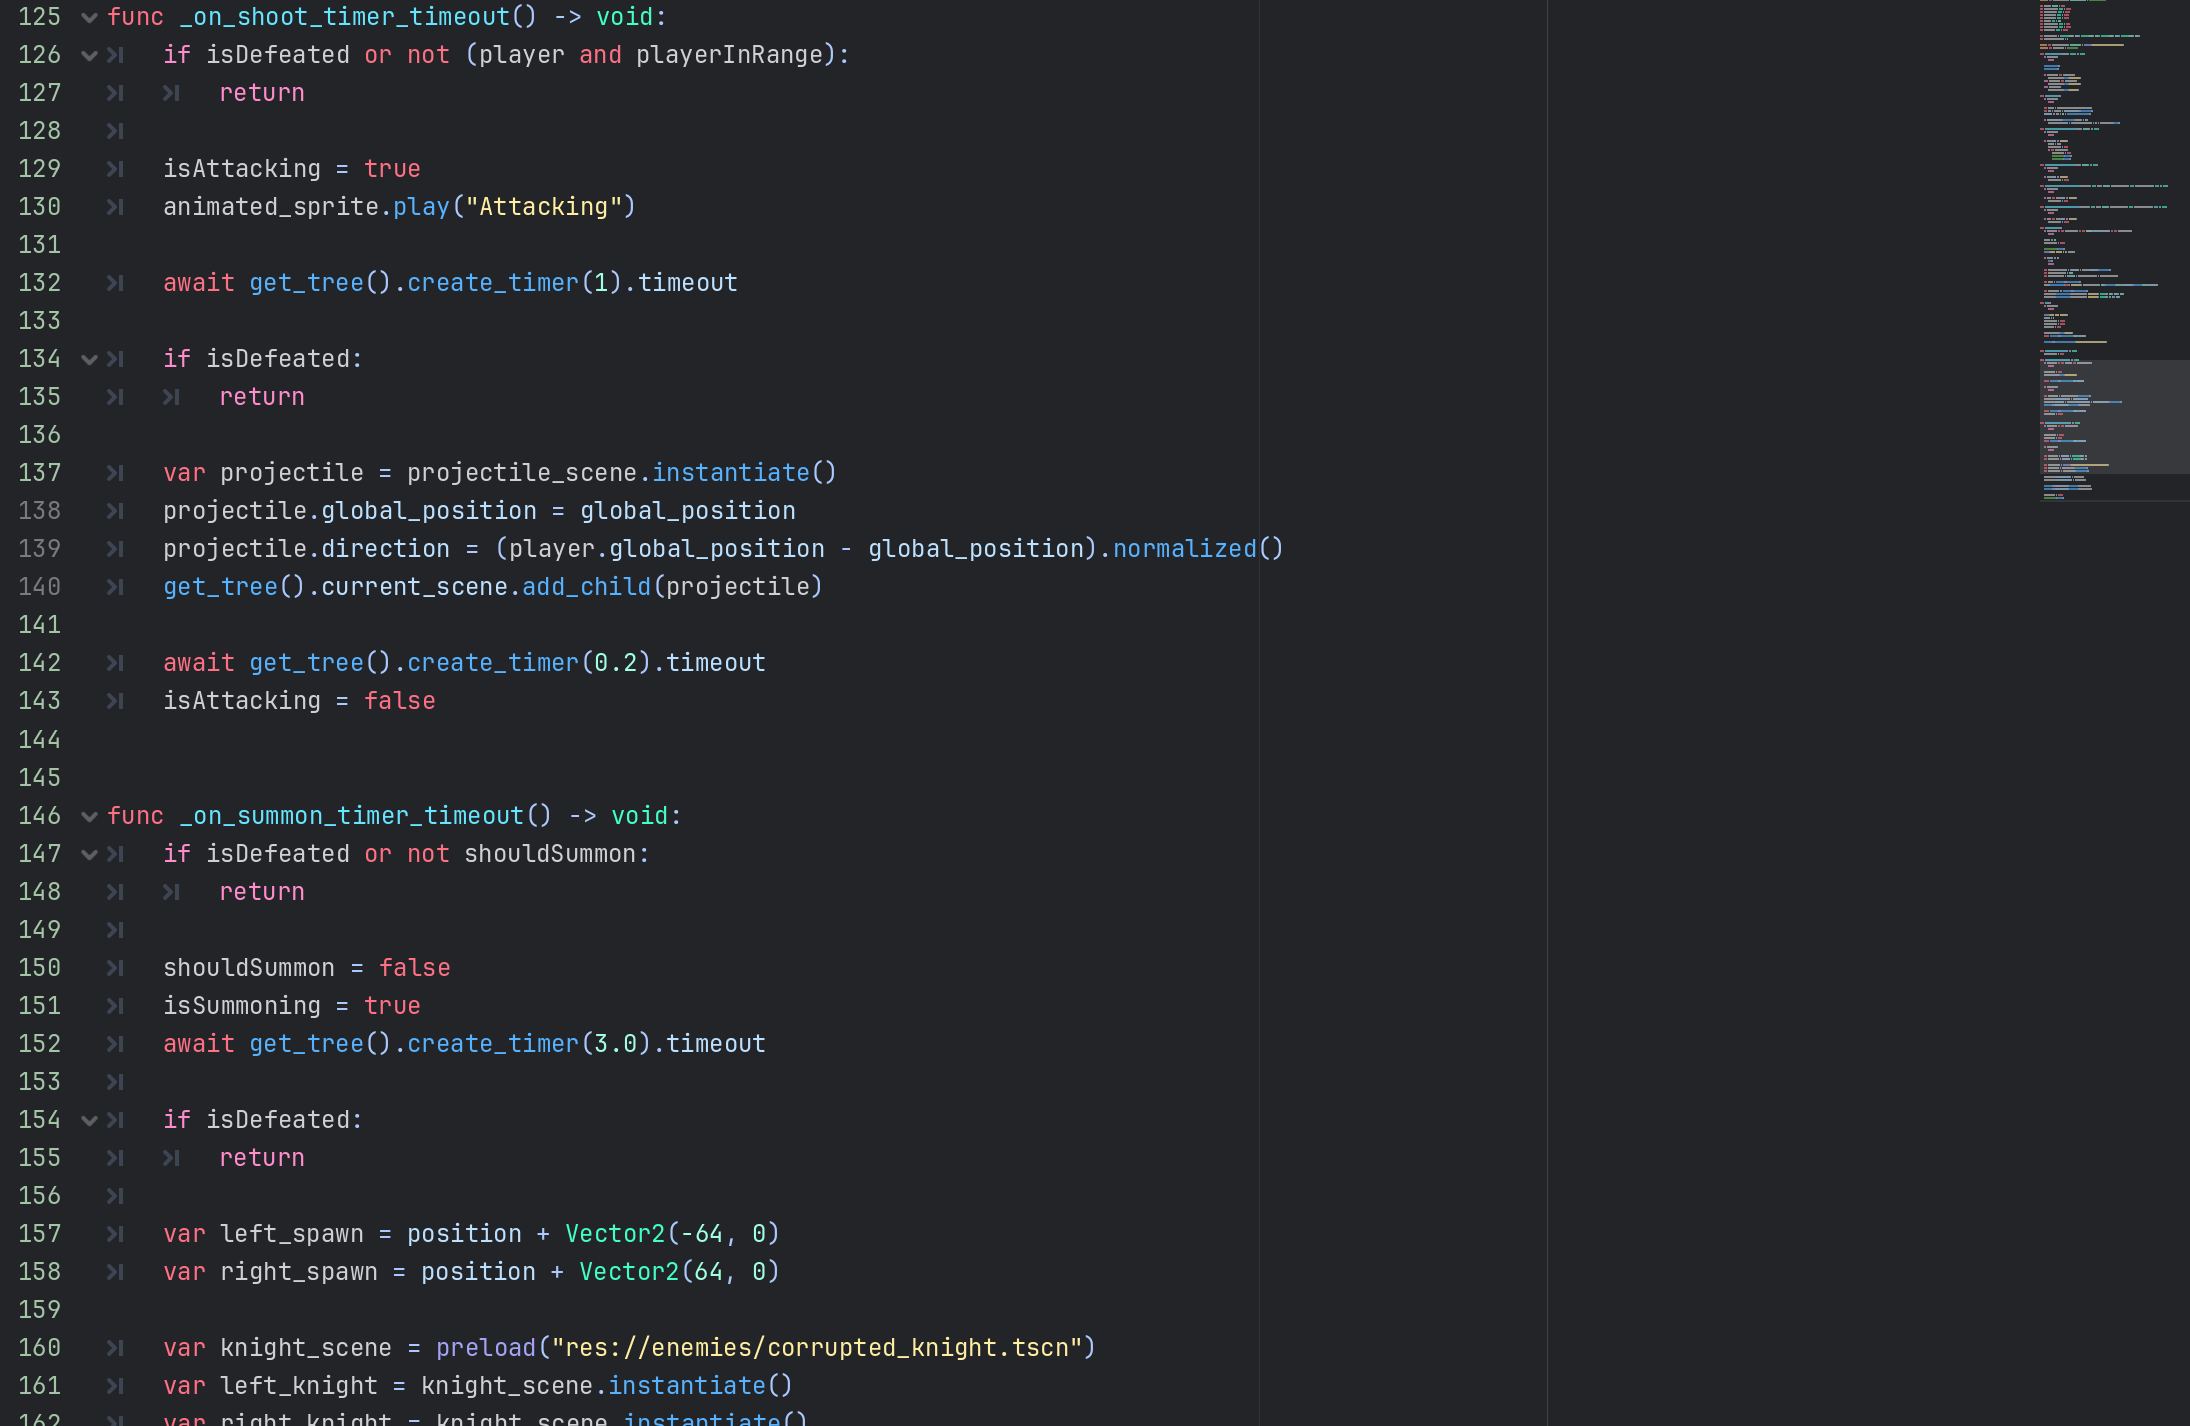 125 func _on_shoot_timer_timeout() -> void:
126 if isDefeated or not (player and playerInRange):
127 return
128
129 isAttacking = true
130 animated_sprite.play("Attacking")
131
132 await get_tree().create_timer(1).timeout
133
134 if isDefeated:
135 return
136
137 var projectile = projectile_scene.instantiate()
138 projectile.global_position = global_position
139 projectile.direction = (player.global_position - global_position).normalized()
140 get_tree().current_scene.add_child(projectile)
141
142 await get_tree().create_timer(0.2).timeout
143 isAttacking = false
144
145
146 func _on_summon_timer_timeout() -> void:
147 if isDefeated or not shouldSummon:
148 return
149
150 shouldSummon = false
151 isSummoning = true
152 await get_tree().create_timer(3.0).timeout
153
154 if isDefeated:
155 return
156
157 var left_spawn = position + Vector2(-64, 0)
158 var right_spawn = position + Vector2(64, 0)
159
160 var knight_scene = preload("res://enemies/corrupted_knight.tscn")
161 var left_knight = knight_scene.instantiate()
162 var right_knight = knight_scene.instantiate()